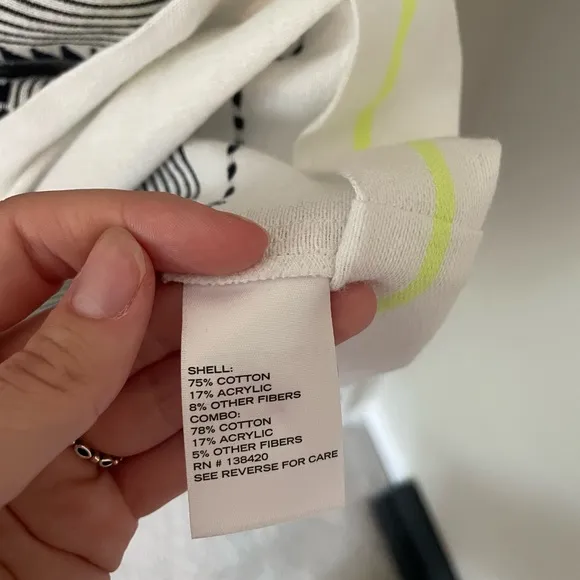 SHELL:
75% COTTON
17% ACRYLIC
8% OTHER FIBERS
COMBO:
78% COTTON
17% ACRYLIC
5% OTHER FIBERS
RN # 138420
SEE REVERSE FOR CARE